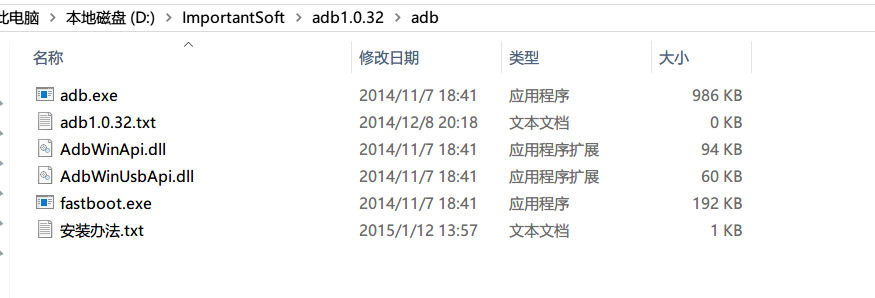 此电脑 > 本地磁盘 (D:) > ImportantSoft > adb1.0.32 > adb
名称 修改日期 类型 大小
adb.exe 2014/11/7 18:41 应用程序 986 KB
adb1.0.32.txt 2014/12/8 20:18 文本文档 0 KB
AdbWinApi.dll 2014/11/7 18:41 应用程序扩展 94 KB
AdbWinUsbApi.dll 2014/11/7 18:41 应用程序扩展 60 KB
fastboot.exe 2014/11/7 18:41 应用程序 192 KB
安装办法.txt 2015/1/12 13:57 文本文档 1 KB